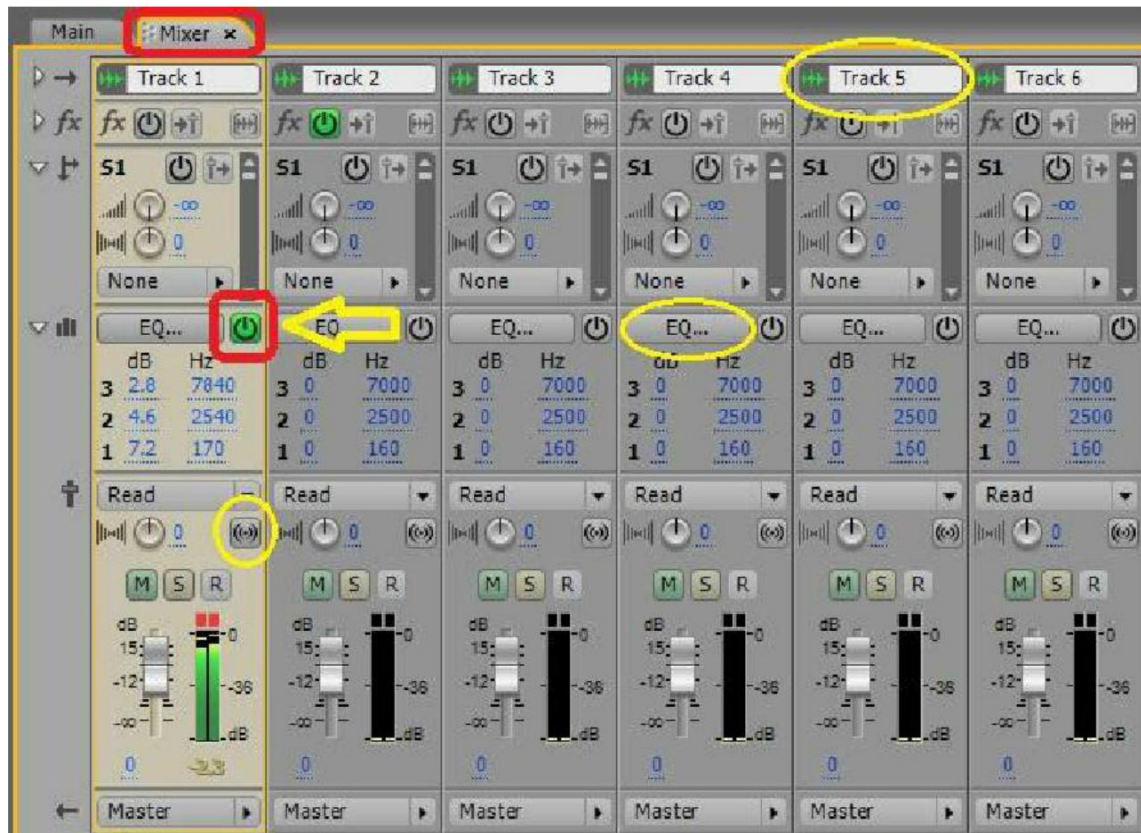 Main Mixer x
Track 1 Track 2 Track 3 Track 4 Track 5 Track 6
fx fx fx fx fx fx fx
S1 S1 S1 S1 S1 S1
-∞ -∞ -∞ -∞ -∞ -∞
0 0 0 0 0 0
None None None None None None
EQ... EQ EQ... EQ... EQ... EQ...
dB Hz dB Hz dB Hz dB Hz dB Hz dB Hz
3 2.8 7840 3 0 7000 3 0 7000 3 0 7000 3 0 7000 3 0 7000
2 4.6 2540 2 0 2500 2 0 2500 2 0 2500 2 0 2500 2 0 2500
1 7.2 170 1 0 160 1 0 160 1 0 160 1 0 160 1 0 160
Read Read Read Read Read Read
0 0 0 0 0 0
M S R M S R M S R M S R M S R M S R
dB dB dB dB dB dB
15 0 15 0 15 0 15 0 15 0 15 0
-12 -36 -12 -36 -12 -36 -12 -36 -12 -36 -12 -36
-∞ dB -∞ dB -∞ dB -∞ dB -∞ dB -∞ dB
0 -2.3 0 0 0 0 0
Master Master Master Master Master Master